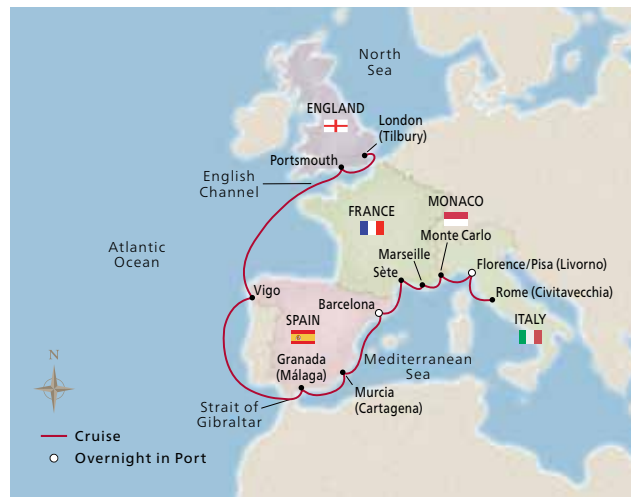 North
Sea
ENGLAND
London
(Tilbury)
Portsmouth
English
Channel
FRANCE
MONACO
Monte Carlo
Marseille
Atlantic
Ocean
Sète
Florence/Pisa (Livorno)
Vigo
Rome (Civitavecchia)
Barcelona
SPAIN
ITALY
Granada
(Málaga)
Mediterranean
Sea
N
Murcia
(Cartagena)
Strait of
Gibraltar
Cruise
Overnight in Port